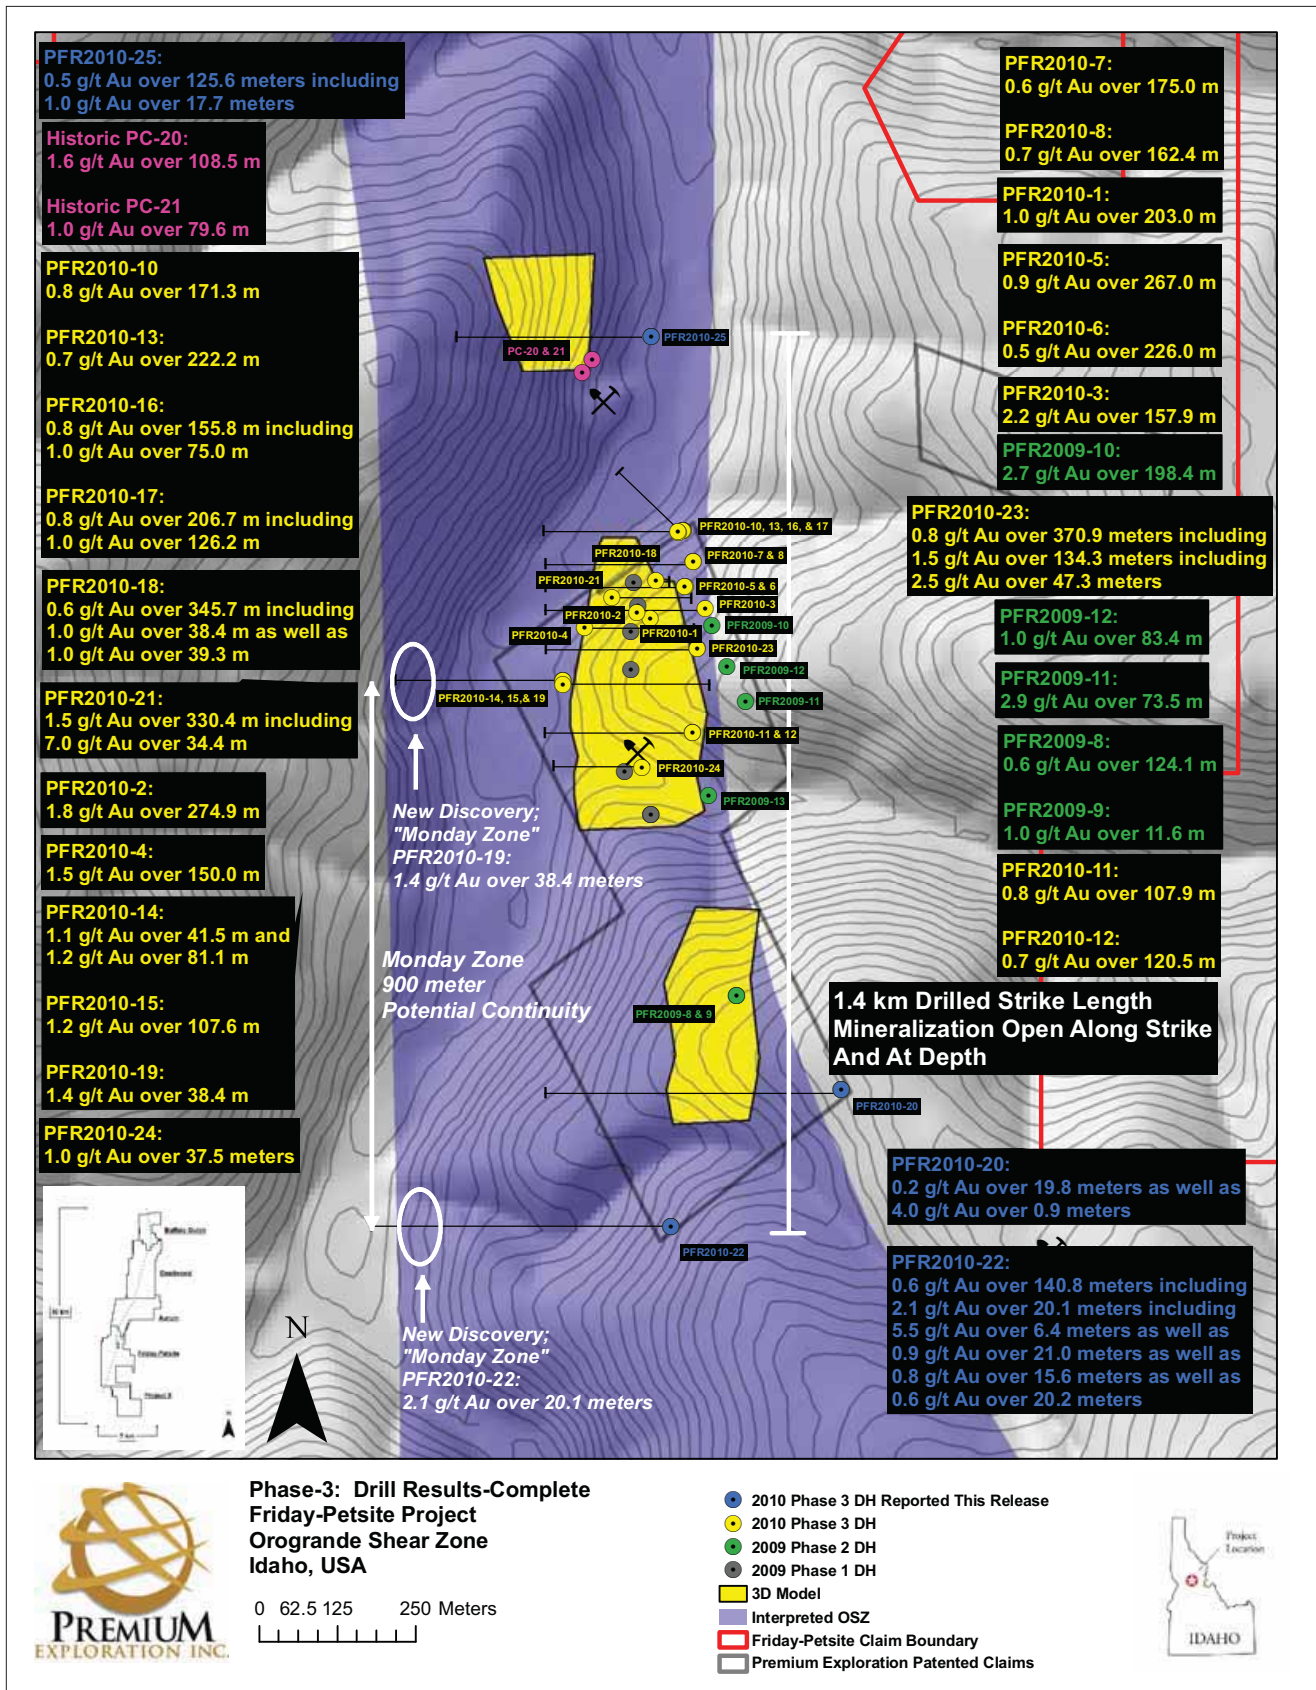 PFR2010-25:
0.5 g/t Au over 125.6 meters including
1.0 g/t Au over 17.7 meters
Historic PC-20:
1.6 g/t Au over 108.5 m
Historic PC-21
1.0 g/t Au over 79.6 m
PFR2010-10
0.8 g/t Au over 171.3 m
PFR2010-13:
0.7 g/t Au over 222.2 m
PFR2010-16:
0.8 g/t Au over 155.8 m including
1.0 g/t Au over 75.0 m
PFR2010-17:
0.8 g/t Au over 206.7 m including
1.0 g/t Au over 126.2 m
PFR2010-18:
0.6 g/t Au over 345.7 m including
1.0 g/t Au over 38.4 m as well as
1.0 g/t Au over 39.3 m
PFR2010-21:
1.5 g/t Au over 330.4 m including
7.0 g/t Au over 34.4 m
PFR2010-2:
1.8 g/t Au over 274.9 m
PFR2010-4:
1.5 g/t Au over 150.0 m
PFR2010-14:
1.1 g/t Au over 41.5 m and
1.2 g/t Au over 81.1 m
PFR2010-15:
1.2 g/t Au over 107.6 m
PFR2010-19:
1.4 g/t Au over 38.4 m
PFR2010-24:
1.0 g/t Au over 37.5 meters
PFR2010-25
PC-20 & 21
PFR2010-10, 13, 16, & 17
PFR2010-18
PFR2010-7 & 8
PFR2010-21
PFR2010-5 & 6
PFR2010-3
PFR2010-2
PFR2009-10
PFR2010-4
PFR2010-1
PFR2010-23
PFR2009-12
PFR2010-14, 15,& 19
PFR2009-11
PFR2010-11 & 12
PFR2010-24
PFR2009-13
New Discovery;
"Monday Zone"
PFR2010-19:
1.4 g/t Au over 38.4 meters
Monday Zone
900 meter
Potential Continuity
PFR2009-8 & 9
PFR2010-20
PFR2010-22
New Discovery;
"Monday Zone"
PFR2010-22:
2.1 g/t Au over 20.1 meters
PFR2010-7:
0.6 g/t Au over 175.0 m
PFR2010-8:
0.7 g/t Au over 162.4 m
PFR2010-1:
1.0 g/t Au over 203.0 m
PFR2010-5:
0.9 g/t Au over 267.0 m
PFR2010-6:
0.5 g/t Au over 226.0 m
PFR2010-3:
2.2 g/t Au over 157.9 m
PFR2009-10:
2.7 g/t Au over 198.4 m
PFR2010-23:
0.8 g/t Au over 370.9 meters including
1.5 g/t Au over 134.3 meters including
2.5 g/t Au over 47.3 meters
PFR2009-12:
1.0 g/t Au over 83.4 m
PFR2009-11:
2.9 g/t Au over 73.5 m
PFR2009-8:
0.6 g/t Au over 124.1 m
PFR2009-9:
1.0 g/t Au over 11.6 m
PFR2010-11:
0.8 g/t Au over 107.9 m
PFR2010-12:
0.7 g/t Au over 120.5 m
1.4 km Drilled Strike Length
Mineralization Open Along Strike
And At Depth
PFR2010-20:
0.2 g/t Au over 19.8 meters as well as
4.0 g/t Au over 0.9 meters
PFR2010-22:
0.6 g/t Au over 140.8 meters including
2.1 g/t Au over 20.1 meters including
5.5 g/t Au over 6.4 meters as well as
0.9 g/t Au over 21.0 meters as well as
0.8 g/t Au over 15.6 meters as well as
0.6 g/t Au over 20.2 meters
Friday-Petsite
N
PREMIUM
EXPLORATION INC.
Phase-3: Drill Results-Complete
Friday-Petsite Project
Orogrande Shear Zone
Idaho, USA
0 62.5 125 250 Meters
2010 Phase 3 DH Reported This Release
2010 Phase 3 DH
2009 Phase 2 DH
2009 Phase 1 DH
3D Model
Interpreted OSZ
Friday-Petsite Claim Boundary
Premium Exploration Patented Claims
Project
Location
IDAHO